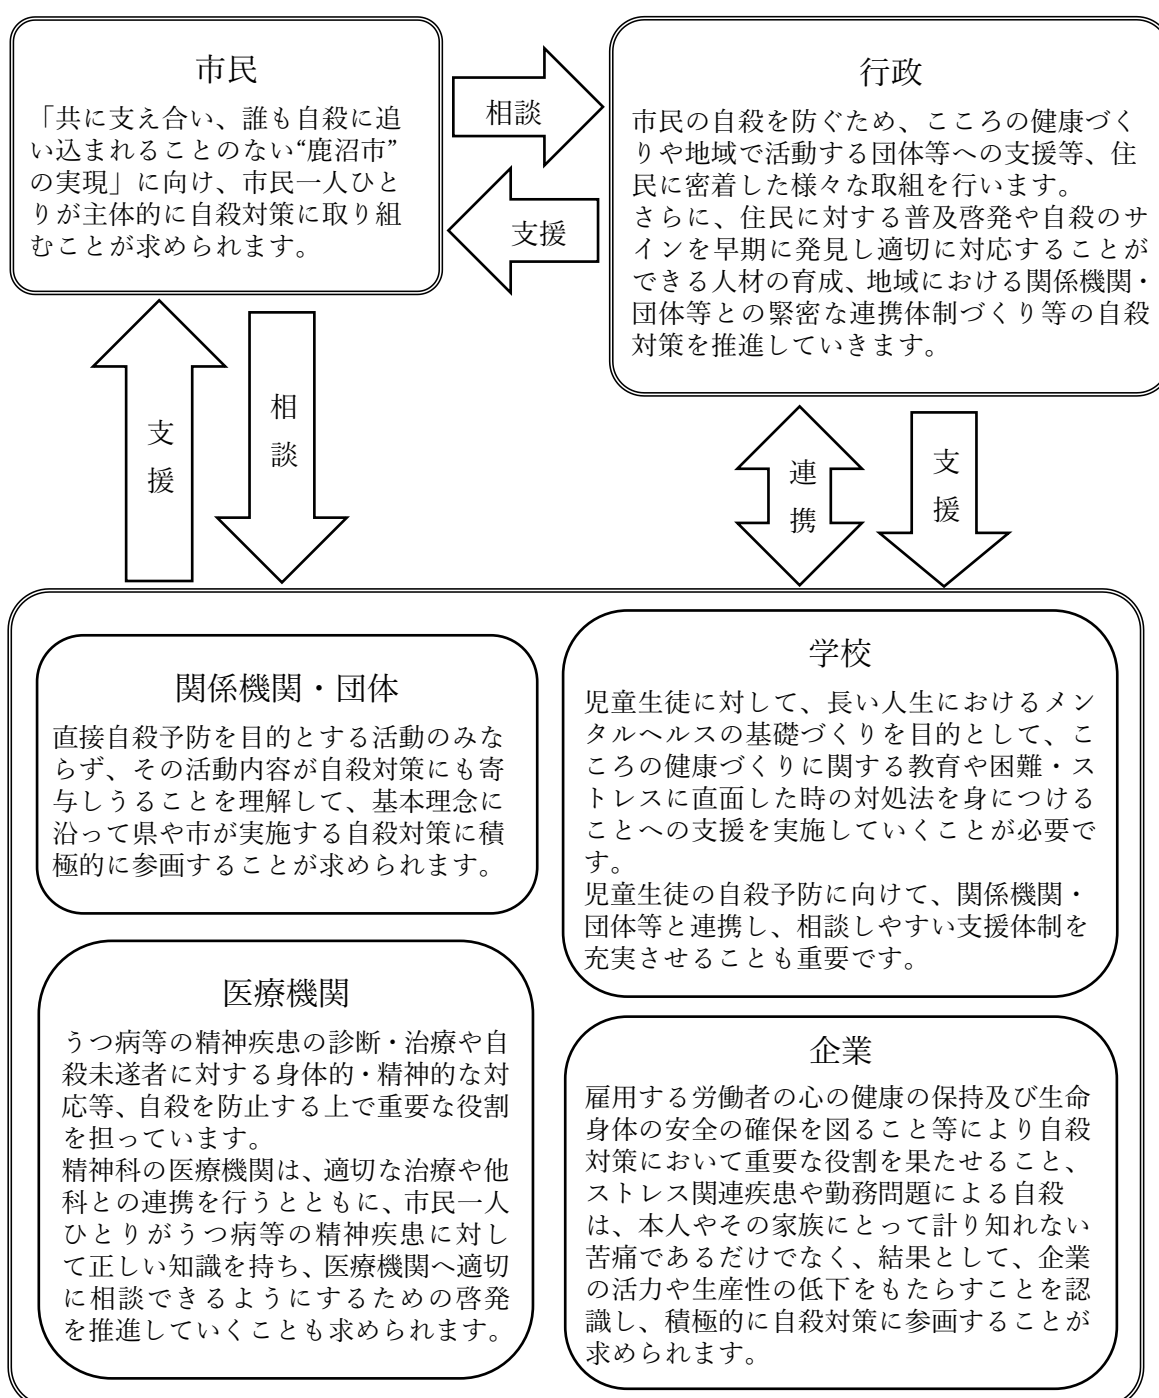 市民
「共に支え合い、誰も自殺に追
い込まれることのない“鹿沼市”
の実現」に向け、市民一人ひと
りが主体的に自殺対策に取り組
むことが求められます。
相談
支援
行政
市民の自殺を防ぐため、こころの健康づく
りや地域で活動する団体等への支援等、住
民に密着した様々な取組を行います。
さらに、住民に対する普及啓発や自殺のサ
インを早期に発見し適切に対応することが
できる人材の育成、地域における関係機関・
団体等との緊密な連携体制づくり等の自殺
対策を推進していきます。
支援
相談
連携
支援
関係機関・団体
直接自殺予防を目的とする活動のみな
らず、その活動内容が自殺対策にも寄
与しうることを理解して、基本理念に
沿って県や市が実施する自殺対策に積
極的に参画することが求められます。
学校
児童生徒に対して、長い人生におけるメン
タルヘルスの基礎づくりを目的として、こ
ころの健康づくりに関する教育や困難・ス
トレスに直面した時の対処法を身につける
ことへの支援を実施していくことが必要で
す。
児童生徒の自殺予防に向けて、関係機関・
団体等と連携し、相談しやすい支援体制を
充実させることも重要です。
医療機関
うつ病等の精神疾患の診断・治療や自
殺未遂者に対する身体的・精神的な対
応等、自殺を防止する上で重要な役割
を担っています。
精神科の医療機関は、適切な治療や他
科との連携を行うとともに、市民一人
ひとりがうつ病等の精神疾患に対し
て正しい知識を持ち、医療機関へ適切
に相談できるようにするための啓発
を推進していくことも求められます。
企業
雇用する労働者の心の健康の保持及び生命
身体の安全の確保を図ること等により自殺
対策において重要な役割を果たせること、
ストレス関連疾患や勤務問題による自殺
は、本人やその家族にとって計り知れない
苦痛であるだけでなく、結果として、企業
の活力や生産性の低下をもたらすことを認
識し、積極的に自殺対策に参画することが
求められます。